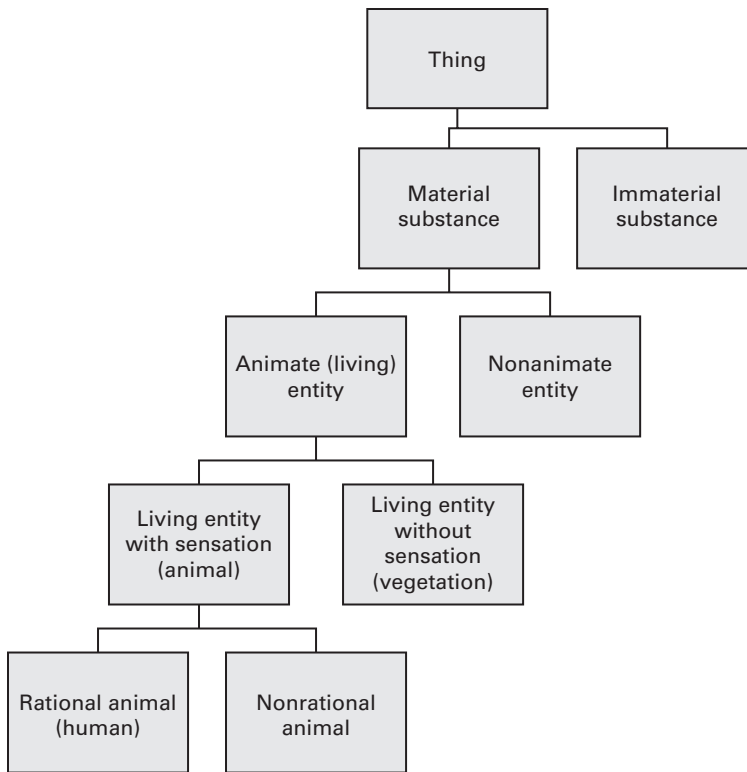 Thing
Material
substance
Immaterial
substance
Animate (living)
entity
Nonanimate
entity
Living entity
with sensation
(animal)
Living entity
without
sensation
(vegetation)
Rational animal
(human)
Nonrational
animal